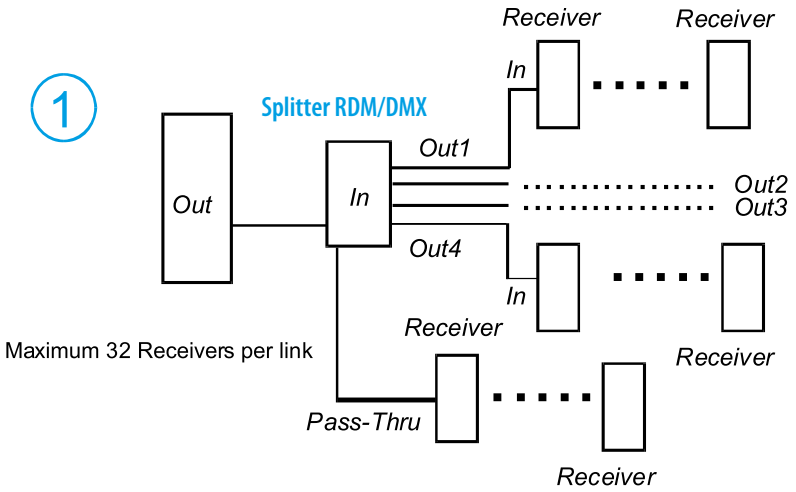 Receiver
Receiver
In
1
Splitter RDM/DMX
Out1
Out
In
Out2
Out3
Out4
In
Receiver
Maximum 32 Receivers per link
Receiver
Pass-Thru
Receiver